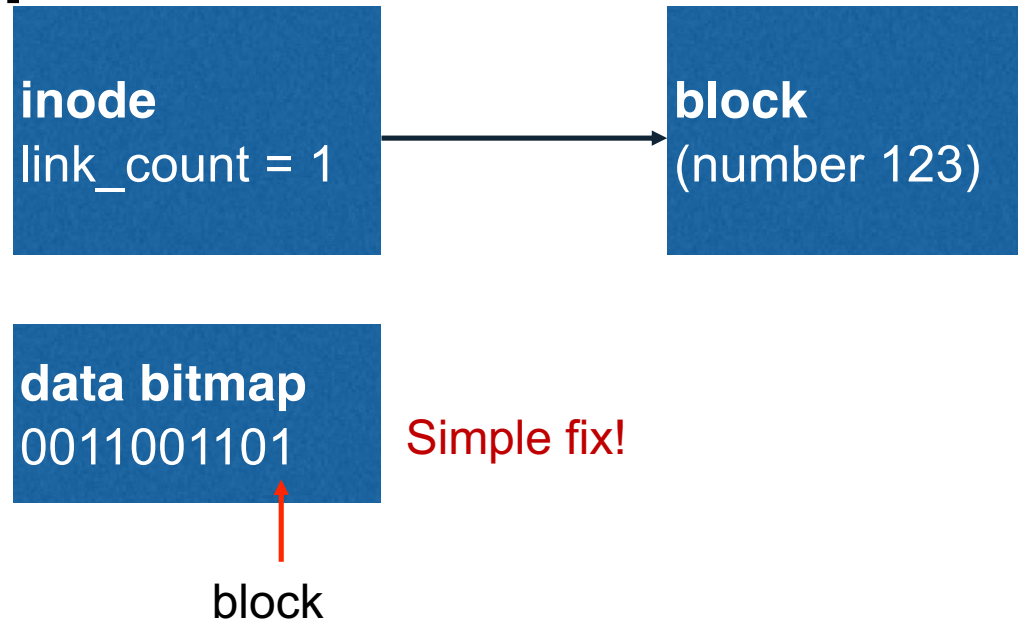 inode
link_count = 1
block
(number 123)
data bitmap
0011001101
Simple fix!
block